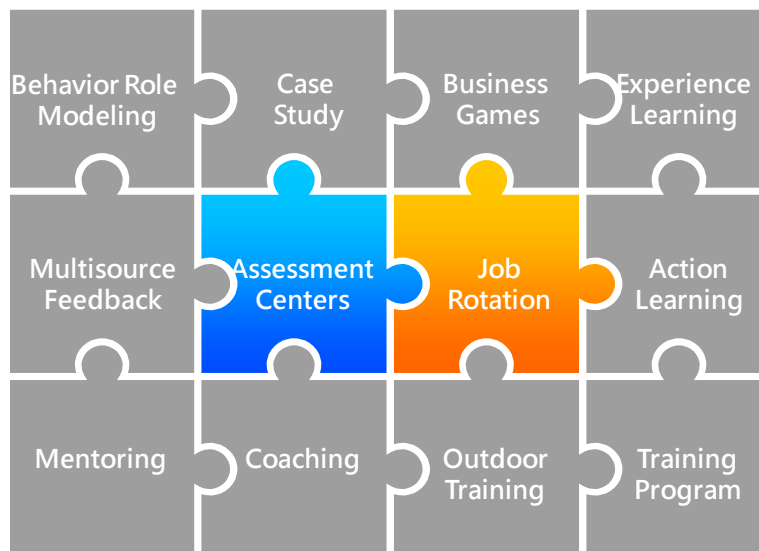 Behavior Role
Modeling
Case
Study
Business
Games
Experience
Learning
Multisource
Feedback
Assessment
Centers
Job
Rotation
Action
Learning
Mentoring
Coaching
Outdoor
Training
Training
Program